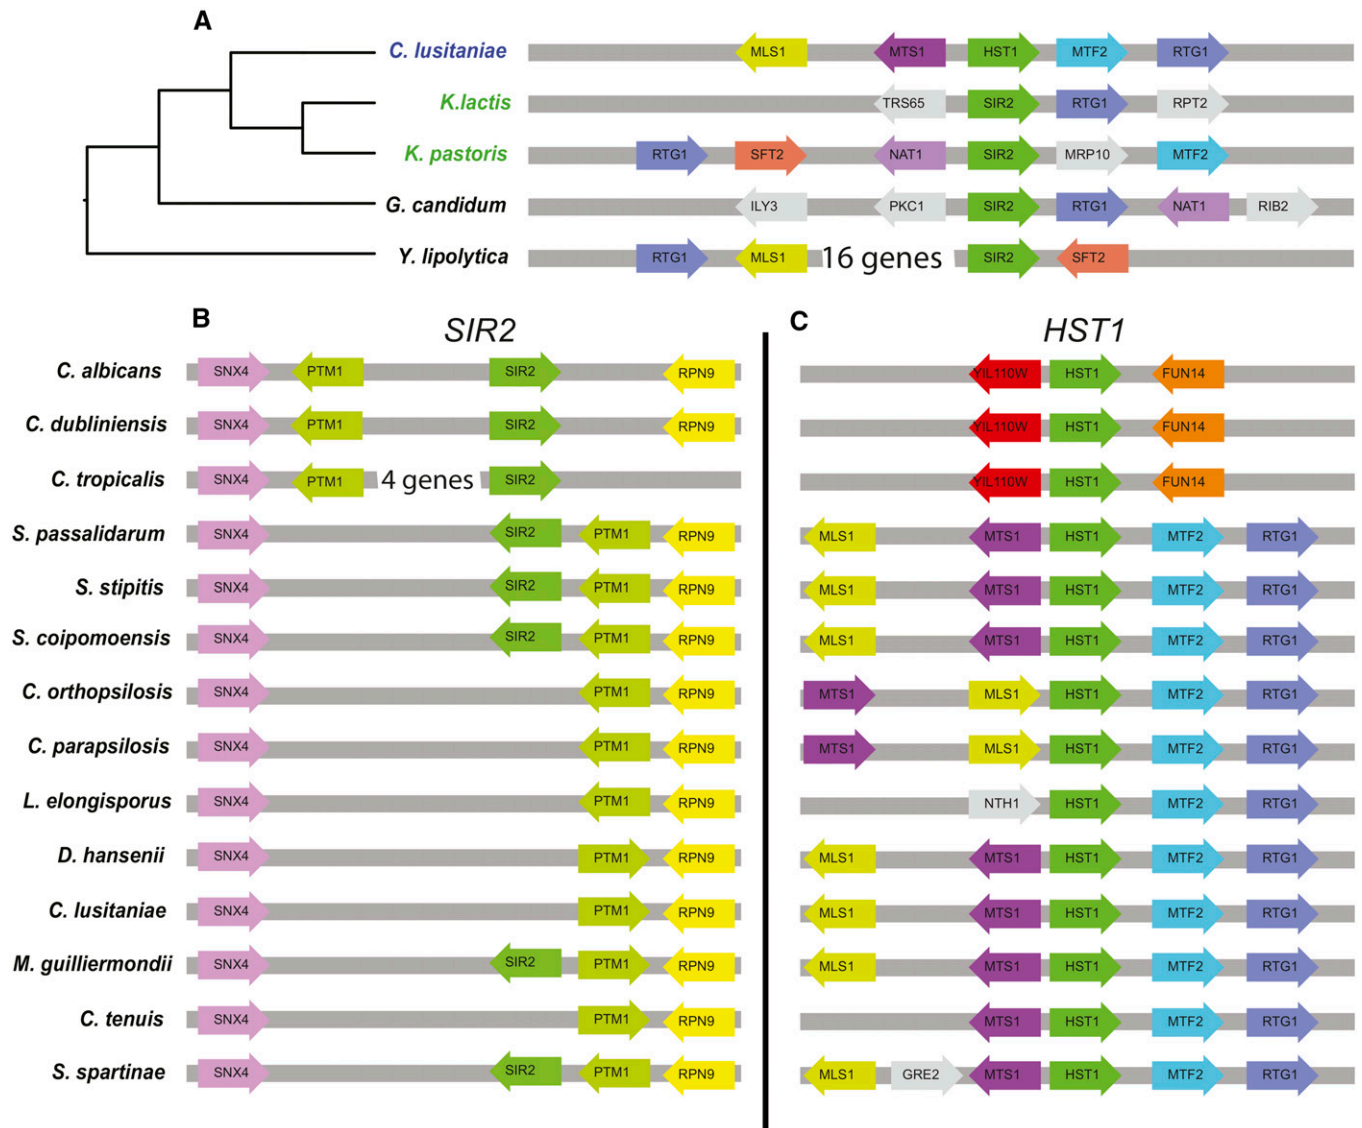 A
C. lusitaniae MLS1 MTS1 HST1 MTF2 RTG1
K.lactis TRS65 SIR2 RTG1 RPT2
K. pastoris RTG1 SFT2 NAT1 SIR2 MRP10 MTF2
G. candidum ILY3 PKC1 SIR2 RTG1 NAT1 RIB2
Y. lipolytica RTG1 MLS1 16 genes SIR2 SFT2
B SIR2 C HST1
C. albicans SNX4 PTM1 SIR2 RPN9 YIL110W HST1 FUN14
C. dubliniensis SNX4 PTM1 SIR2 RPN9 YIL110W HST1 FUN14
C. tropicalis SNX4 PTM1 4 genes SIR2 YIL110W HST1 FUN14
S. passalidarum SNX4 SIR2 PTM1 RPN9 MLS1 MTS1 HST1 MTF2 RTG1
S. stipitis SNX4 SIR2 PTM1 RPN9 MLS1 MTS1 HST1 MTF2 RTG1
S. coipomoensis SNX4 SIR2 PTM1 RPN9 MLS1 MTS1 HST1 MTF2 RTG1
C. orthopsilosis SNX4 PTM1 RPN9 MTS1 MLS1 HST1 MTF2 RTG1
C. parapsilosis SNX4 PTM1 RPN9 MTS1 MLS1 HST1 MTF2 RTG1
L. elongisporus SNX4 PTM1 RPN9 NTH1 HST1 MTF2 RTG1
D. hansenii SNX4 PTM1 RPN9 MLS1 MTS1 HST1 MTF2 RTG1
C. lusitaniae SNX4 PTM1 RPN9 MLS1 MTS1 HST1 MTF2 RTG1
M. guilliermondii SNX4 SIR2 PTM1 RPN9 MLS1 MTS1 HST1 MTF2 RTG1
C. tenuis SNX4 PTM1 RPN9 MTS1 HST1 MTF2 RTG1
S. spartinae SNX4 SIR2 PTM1 RPN9 MLS1 GRE2 MTS1 HST1 MTF2 RTG1